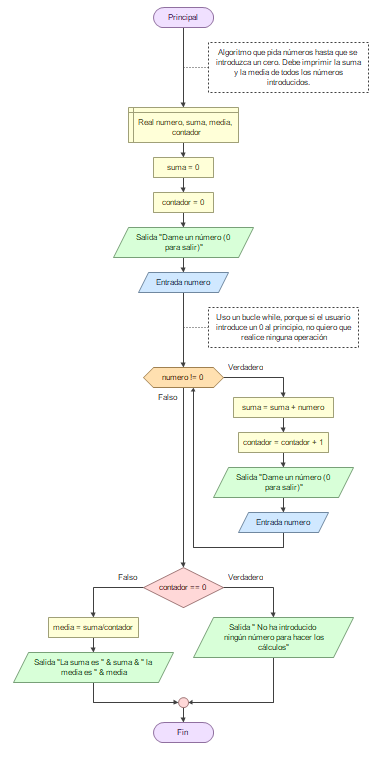 Principal
Algoritmo que pida números hasta que se
introduzca un cero. Debe imprimir la suma
y la media de todos los números
introducidos.
Real numero, suma, media,
contador
suma = 0
contador = 0
Salida "Dame un número (0
para salir)"
Entrada numero
Uso un bucle while, porque si el usuario
introduce un 0 al principio, no quiero que
realice ninguna operación
numero != 0
Verdadero
Falso
suma = suma + numero
contador = contador + 1
Salida "Dame un número (0
para salir)"
Entrada numero
contador == 0
Falso
Verdadero
media = suma/contador
Salida "La suma es " & suma & " la
media es " & media
Salida " No ha introducido
ningún número para hacer los
cálculos"
Fin